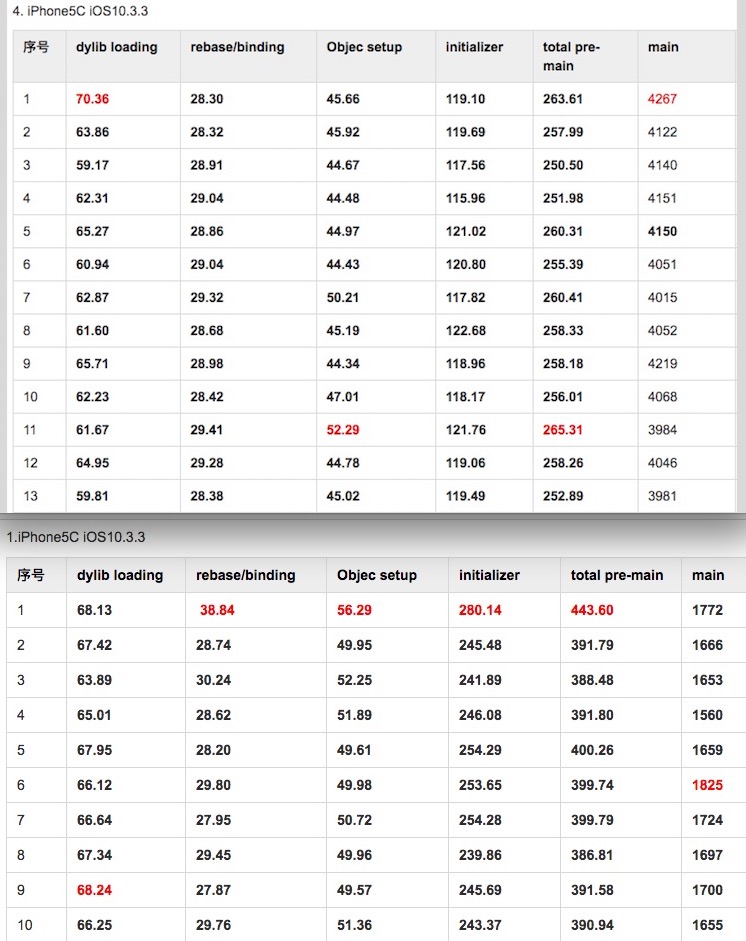 4. iPhone5C iOS10.3.3
序号 dylib loading rebase/binding Objec setup initializer total pre-main main
1 70.36 28.30 45.66 119.10 263.61 4267
2 63.86 28.32 45.92 119.69 257.99 4122
3 59.17 28.91 44.67 117.56 250.50 4140
4 62.31 29.04 44.48 115.96 251.98 4151
5 65.27 28.86 44.97 121.02 260.31 4150
6 60.94 29.04 44.43 120.80 255.39 4051
7 62.87 29.32 50.21 117.82 260.41 4015
8 61.60 28.68 45.19 122.68 258.33 4052
9 65.71 28.98 44.34 118.96 258.18 4219
10 62.23 28.42 47.01 118.17 256.01 4068
11 61.67 29.41 52.29 121.76 265.31 3984
12 64.95 29.28 44.78 119.06 258.26 4046
13 59.81 28.38 45.02 119.49 252.89 3981
1.iPhone5C iOS10.3.3
序号 dylib loading rebase/binding Objec setup initializer total pre-main main
1 68.13 38.84 56.29 280.14 443.60 1772
2 67.42 28.74 49.95 245.48 391.79 1666
3 63.89 30.24 52.25 241.89 388.48 1653
4 65.01 28.62 51.89 246.08 391.80 1560
5 67.95 28.20 49.61 254.29 400.26 1659
6 66.12 29.80 49.98 253.65 399.74 1825
7 66.64 27.95 50.72 254.28 399.79 1724
8 67.34 29.45 49.96 239.86 386.81 1697
9 68.24 27.87 49.57 245.69 391.58 1700
10 66.25 29.76 51.36 243.37 390.94 1655